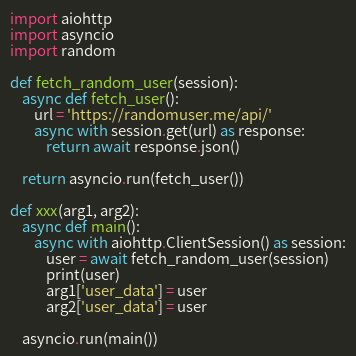 import aiohttp
import asyncio
import random

def fetch_random_user(session):
    async def fetch_user():
        url = 'https://randomuser.me/api/'
        async with session.get(url) as response:
            return await response.json()

    return asyncio.run(fetch_user())

def xxx(arg1, arg2):
    async def main():
        async with aiohttp.ClientSession() as session:
            user = await fetch_random_user(session)
            print(user)
            arg1['user_data'] = user
            arg2['user_data'] = user

    asyncio.run(main())